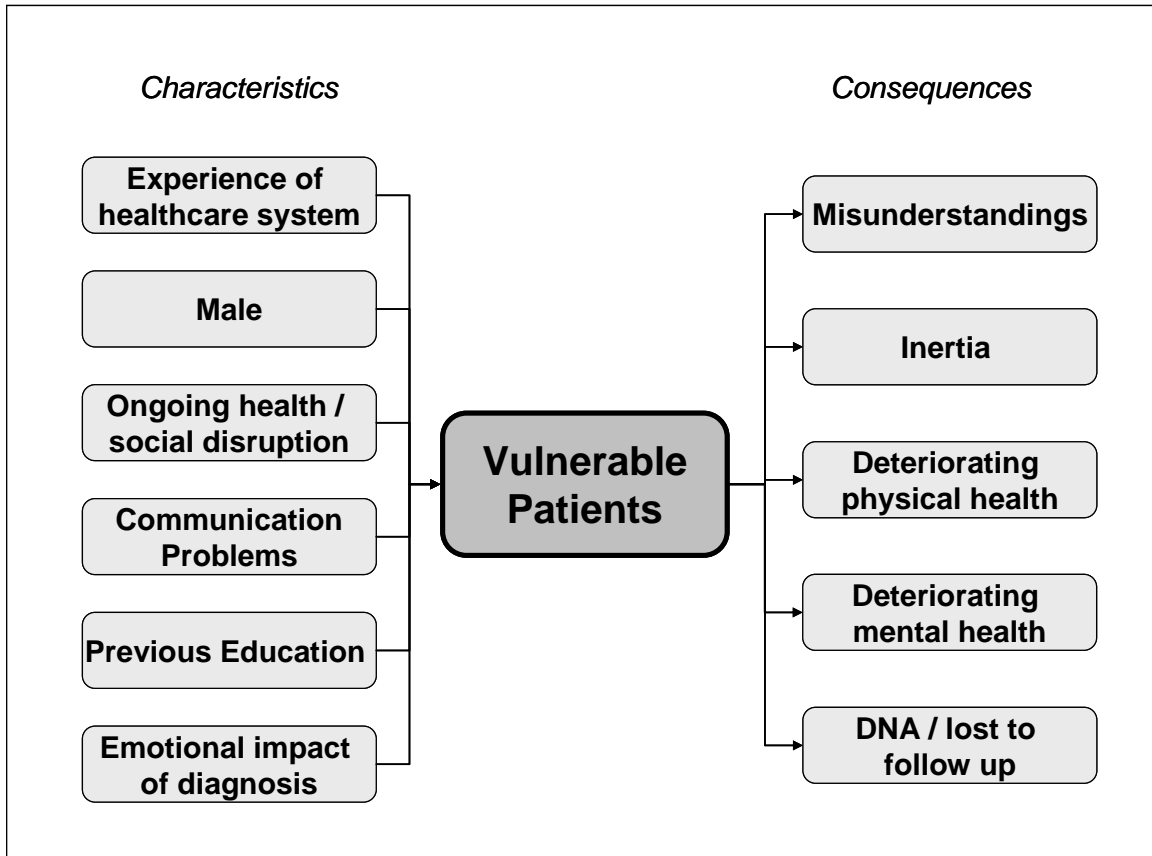 Characteristics
Consequences
Experience of
healthcare system
Male
Ongoing health /
social disruption
Communication
Problems
Previous Education
Emotional impact
of diagnosis
Vulnerable
Patients
Misunderstandings
Inertia
Deteriorating
physical health
Deteriorating
mental health
DNA / lost to
follow up